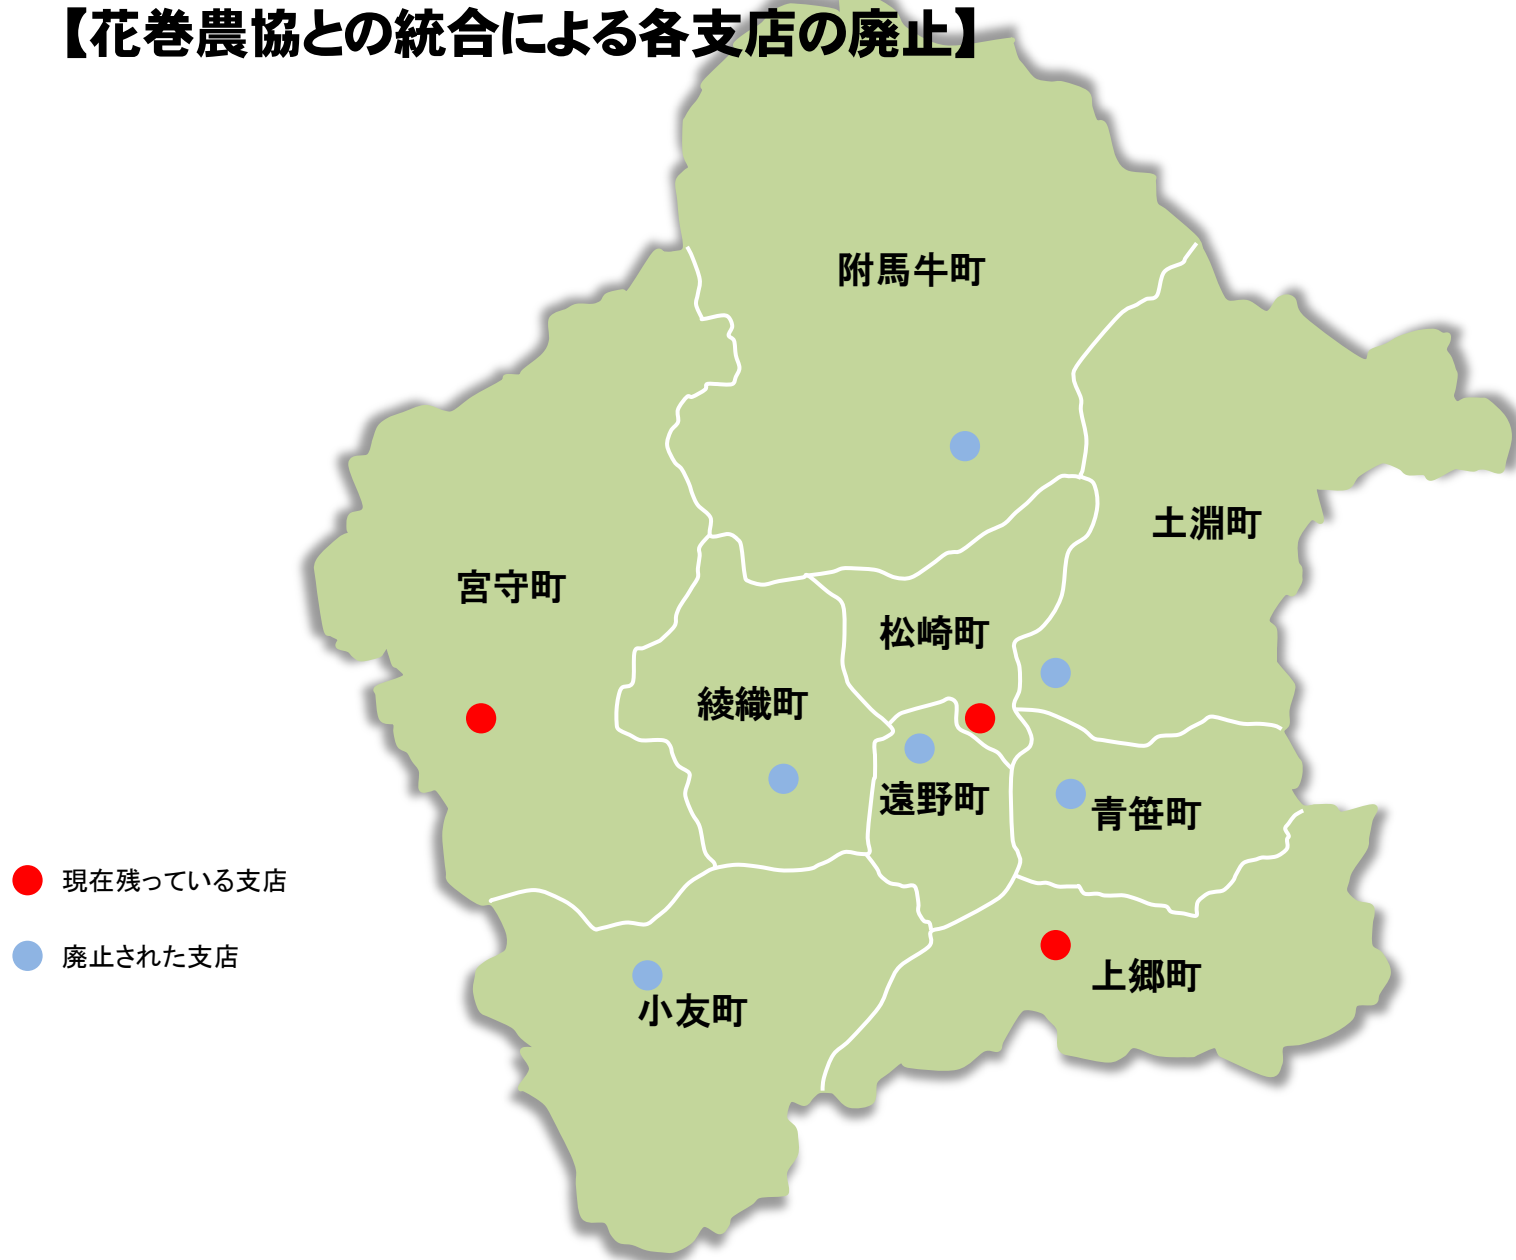 【花巻農協との統合による各支店の廃止】
附馬牛町
土淵町
宮守町
松崎町
綾織町
遠野町
青笹町
現在残っている支店
廃止された支店
上郷町
小友町